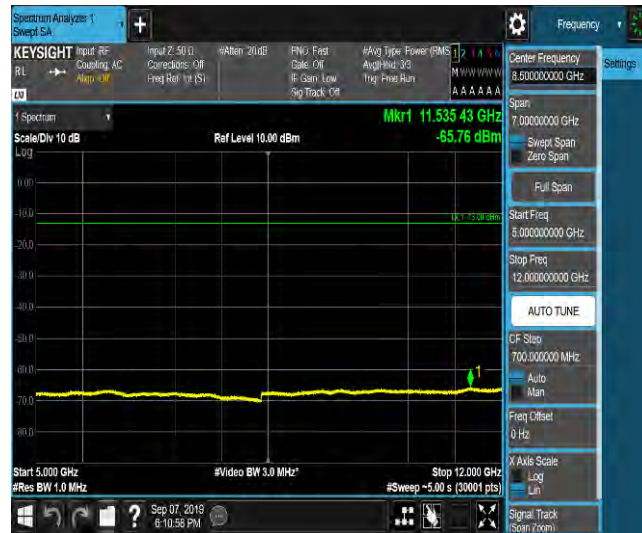 Spectrum Analyzer 1
Swept SA
+
Frequency
KEYSIGHT
Input: RF
Coupling: AC
Align: Off
Input Z: 50 Ω
Corrections: Off
Freq Ref: Int (S)
#Atten: 20 dB
PNO: Fast
Gate: Off
IF Gain: Low
Sig Track: Off
#Avg Type: Power (RMS
Avg|Hold: 3/3
Trig: Free Run
1 2 3 4 5 6
M W W W W W
A A A A A A
RL
LXI
1 Spectrum
Mkr1 11.535 43 GHz
Scale/Div 10 dB
Ref Level 10.00 dBm
-65.76 dBm
Log
0.00
-10.0
DL1 -13.00 dBm
-20.0
-30.0
-40.0
-50.0
-60.0
1
-70.0
-80.0
Start 5.000 GHz
#Video BW 3.0 MHz*
Stop 12.000 GHz
#Res BW 1.0 MHz
#Sweep ~5.00 s (30001 pts)
?
Sep 07, 2019
6:10:58 PM
Center Frequency
8.500000000 GHz
Settings
Span
7.00000000 GHz
Swept Span
Zero Span
Full Span
Start Freq
5.000000000 GHz
Stop Freq
12.000000000 GHz
AUTO TUNE
CF Step
700.000000 MHz
Auto
Man
Freq Offset
0 Hz
X Axis Scale
Log
Lin
Signal Track
(Span Zoom)